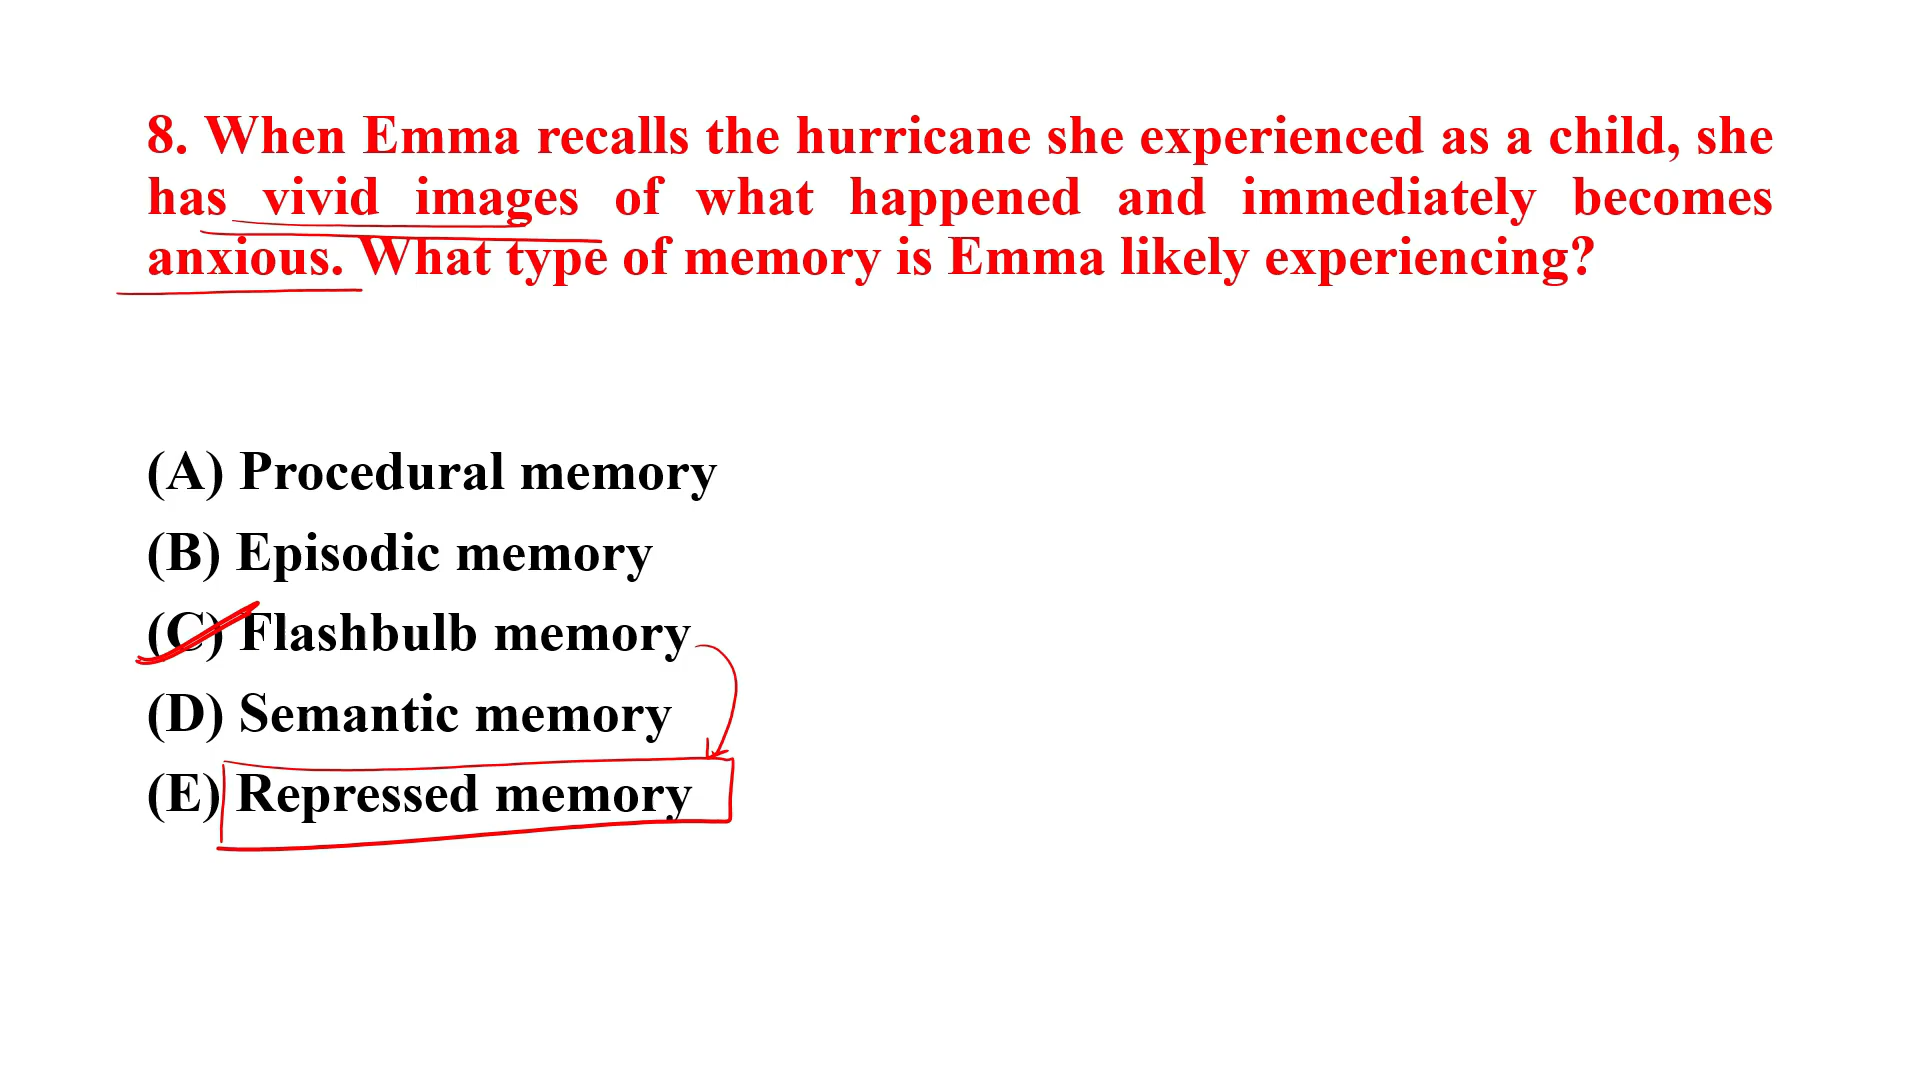 8. When Emma recalls the hurricane she experienced as a child, she
has vivid images of what happened and immediately becomes
anxious. What type of memory is Emma likely experiencing?
(A) Procedural memory
(B) Episodic memory
(C) Flashbulb memory
(D) Semantic memory
(E) Repressed memory